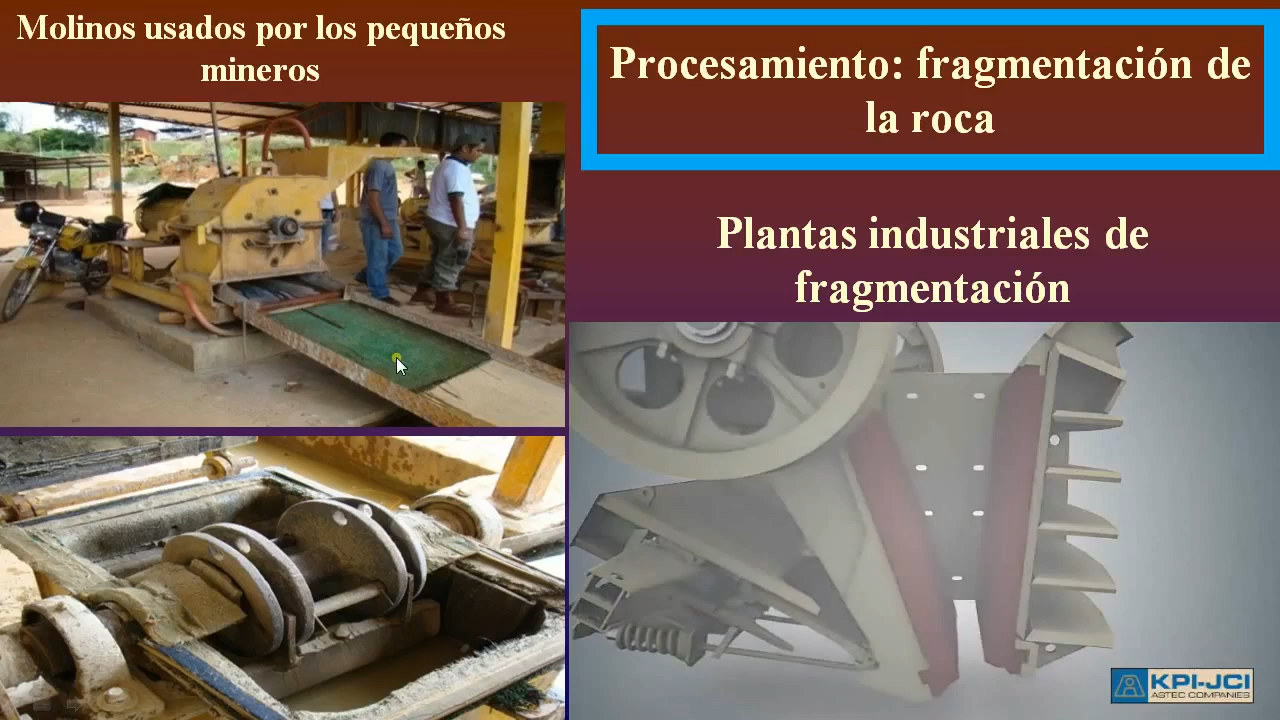 Molinos usados por los pequeños
mineros
Procesamiento: fragmentación de
la roca
Plantas industriales de
fragmentación
KPI-JCI
ASTEC COMPANIES